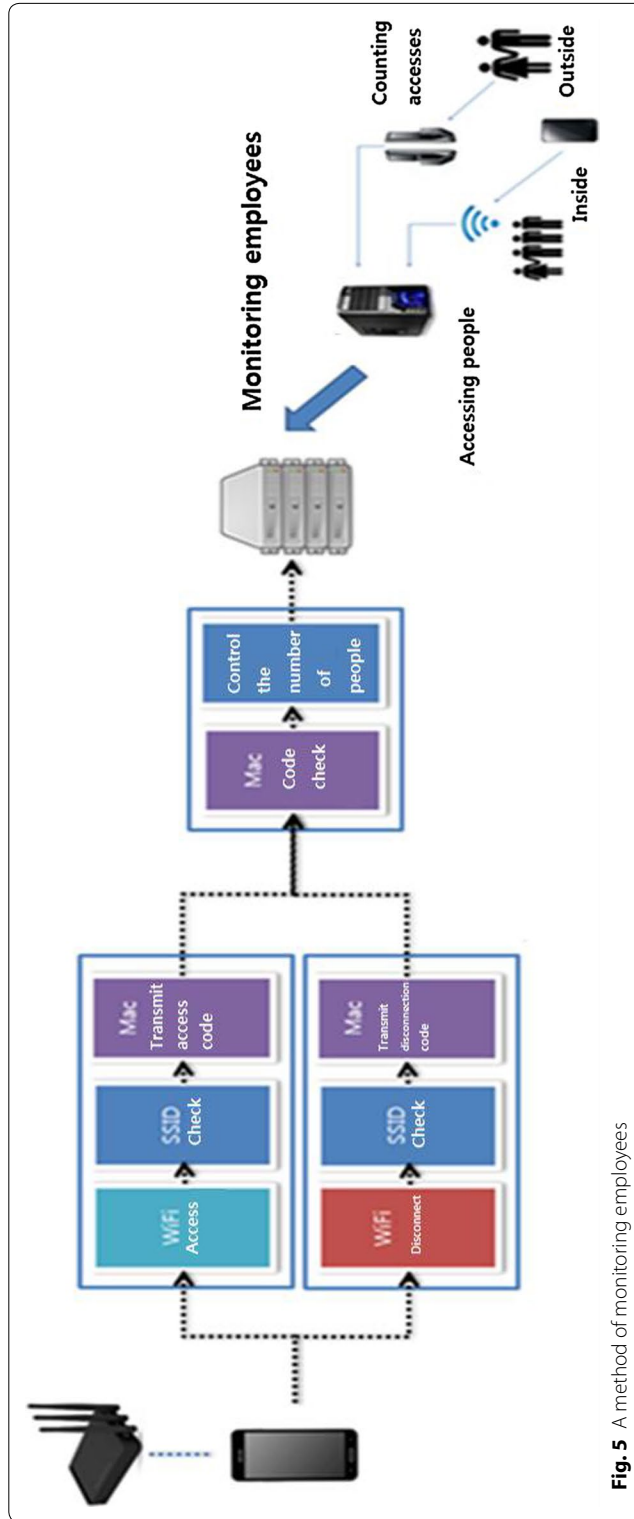 WiFi
Access
SSID
Check
Mac
Transmit
access
code
WiFi
Disconnect
SSID
Check
Mac
Transmit
disconnection
code
Mac
Code
check
Control
the
number
of
people
Monitoring employees
Accessing people
Counting
accesses
Inside
Outside
Fig. 5 A method of monitoring employees